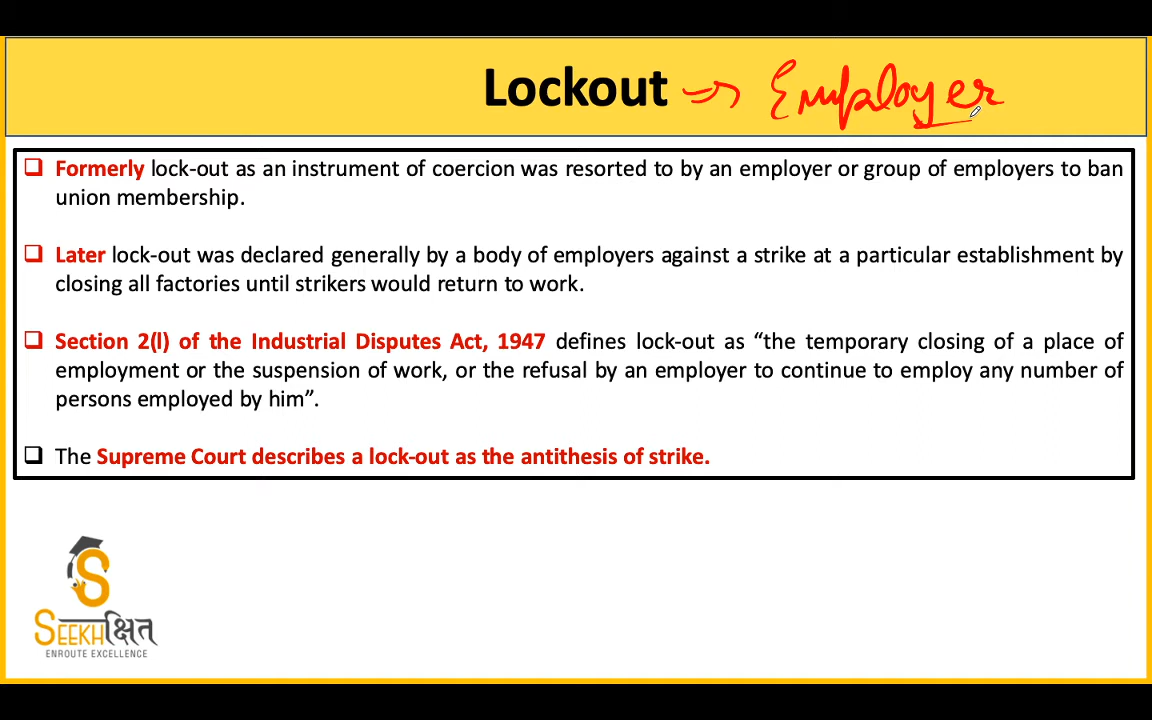 Lockout → Employer
❑ Formerly lock-out as an instrument of coercion was resorted to by an employer or group of employers to ban
union membership.
❑ Later lock-out was declared generally by a body of employers against a strike at a particular establishment by
closing all factories until strikers would return to work.
❑ Section 2(l) of the Industrial Disputes Act, 1947 defines lock-out as “the temporary closing of a place of
employment or the suspension of work, or the refusal by an employer to continue to employ any number of
persons employed by him”.
❑ The Supreme Court describes a lock-out as the antithesis of strike.
S
SEEKHक्षित
ENROUTE EXCELLENCE